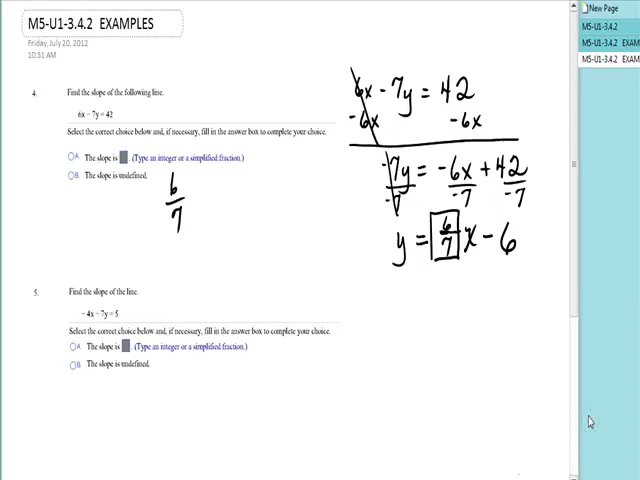 M5-U1-3.4.2 EXAMPLES
Friday, July 20, 2012
10:31 AM
4. Find the slope of the following line.
6x − 7y = 42
Select the correct choice below and, if necessary, fill in the answer box to complete your choice.
A. The slope is . (Type an integer or a simplified fraction.)
B. The slope is undefined.
6
7
6x - 7y = 42
-6x -6x
-7y = -6x + 42
-7 -7 -7
y = 6/7 x - 6
5. Find the slope of the line.
− 4x − 7y = 5
Select the correct choice below and, if necessary, fill in the answer box to complete your choice.
A. The slope is . (Type an integer or a simplified fraction.)
B. The slope is undefined.
New Page
M5-U1-3.4.2
M5-U1-3.4.2 EXAM
M5-U1-3.4.2 EXAM